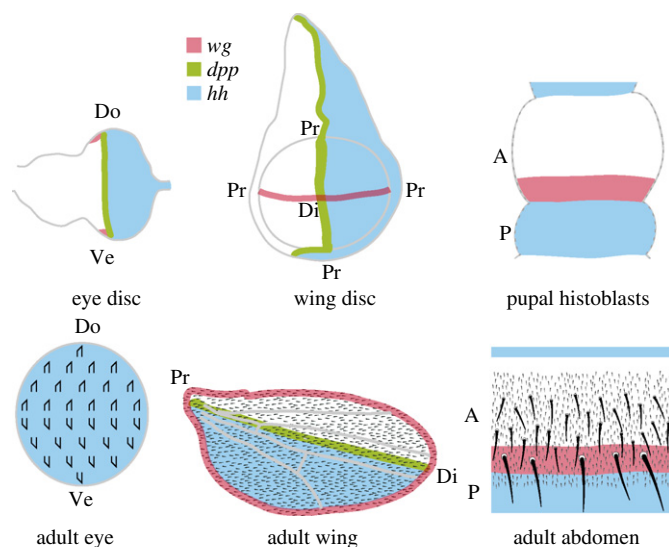 wg
dpp
hh
Do
Ve
eye disc
Pr
Pr
Pr
Di
Pr
wing disc
A
P
pupal histoblasts
Do
Ve
adult eye
Pr
Di
adult wing
A
P
adult abdomen